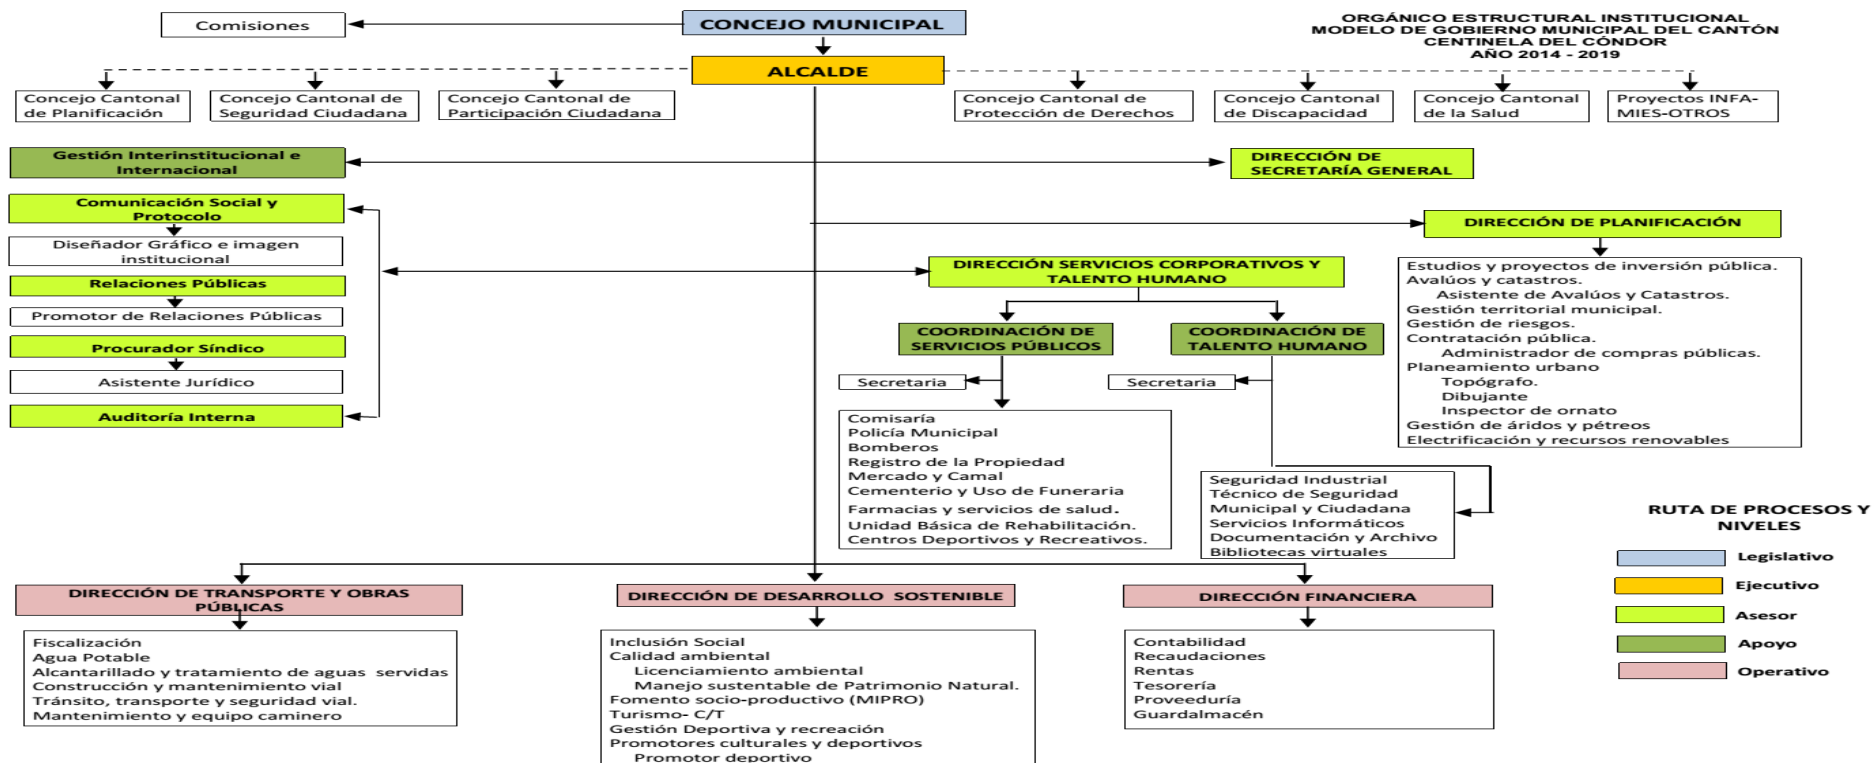 Comisiones
CONCEJO MUNICIPAL
ORGÁNICO ESTRUCTURAL INSTITUCIONAL
MODELO DE GOBIERNO MUNICIPAL DEL CANTÓN
CENTINELA DEL CÓNDOR
AÑO 2014 - 2019
ALCALDE
Concejo Cantonal
de Planificación
Concejo Cantonal de
Seguridad Ciudadana
Concejo Cantonal de
Participación Ciudadana
Concejo Cantonal de
Protección de Derechos
Concejo Cantonal
de Discapacidad
Concejo Cantonal
de la Salud
Proyectos INFA-
MIES-OTROS
Gestión Interinstitucional e
Internacional
DIRECCIÓN DE
SECRETARÍA GENERAL
Comunicación Social y
Protocolo
Diseñador Gráfico e imagen
institucional
Relaciones Públicas
Promotor de Relaciones Públicas
Procurador Síndico
Asistente Jurídico
Auditoría Interna
DIRECCIÓN DE PLANIFICACIÓN
Estudios y proyectos de inversión pública.
Avalúos y catastros.
Asistente de Avalúos y Catastros.
Gestión territorial municipal.
Gestión de riesgos.
Contratación pública.
Administrador de compras públicas.
Planeamiento urbano
Topógrafo.
Dibujante
Inspector de ornato
Gestión de áridos y pétreos
Electrificación y recursos renovables
DIRECCIÓN SERVICIOS CORPORATIVOS Y
TALENTO HUMANO
COORDINACIÓN DE
SERVICIOS PÚBLICOS
COORDINACIÓN DE
TALENTO HUMANO
Secretaria
Secretaria
Comisaría
Policía Municipal
Bomberos
Registro de la Propiedad
Mercado y Camal
Cementerio y Uso de Funeraria
Farmacias y servicios de salud.
Unidad Básica de Rehabilitación.
Centros Deportivos y Recreativos.
Seguridad Industrial
Técnico de Seguridad
Municipal y Ciudadana
Servicios Informáticos
Documentación y Archivo
Bibliotecas virtuales
RUTA DE PROCESOS Y
NIVELES
Legislativo
Ejecutivo
Asesor
Apoyo
Operativo
DIRECCIÓN DE TRANSPORTE Y OBRAS
PÚBLICAS
Fiscalización
Agua Potable
Alcantarillado y tratamiento de aguas servidas
Construcción y mantenimiento vial
Tránsito, transporte y seguridad vial.
Mantenimiento y equipo caminero
DIRECCIÓN DE DESARROLLO SOSTENIBLE
Inclusión Social
Calidad ambiental
Licenciamiento ambiental
Manejo sustentable de Patrimonio Natural.
Fomento socio-productivo (MIPRO)
Turismo- C/T
Gestión Deportiva y recreación
Promotores culturales y deportivos
Promotor deportivo
DIRECCIÓN FINANCIERA
Contabilidad
Recaudaciones
Rentas
Tesorería
Proveeduría
Guardalmacén